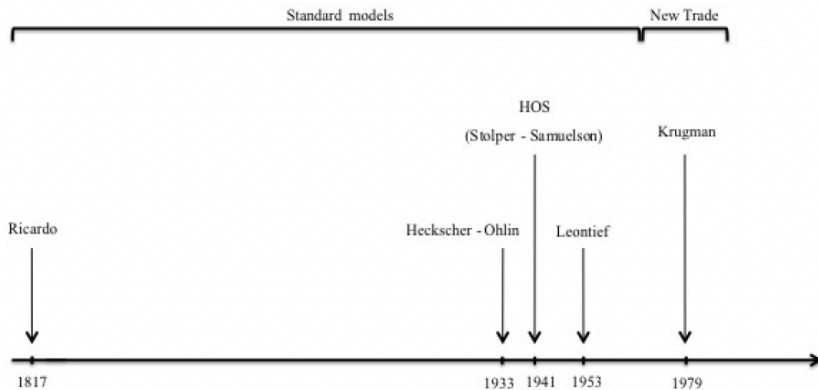 Standard models
New Trade
HOS
(Stolper - Samuelson)
Krugman
Ricardo
Heckscher - Ohlin
Leontief
1817
1933
1941
1953
1979